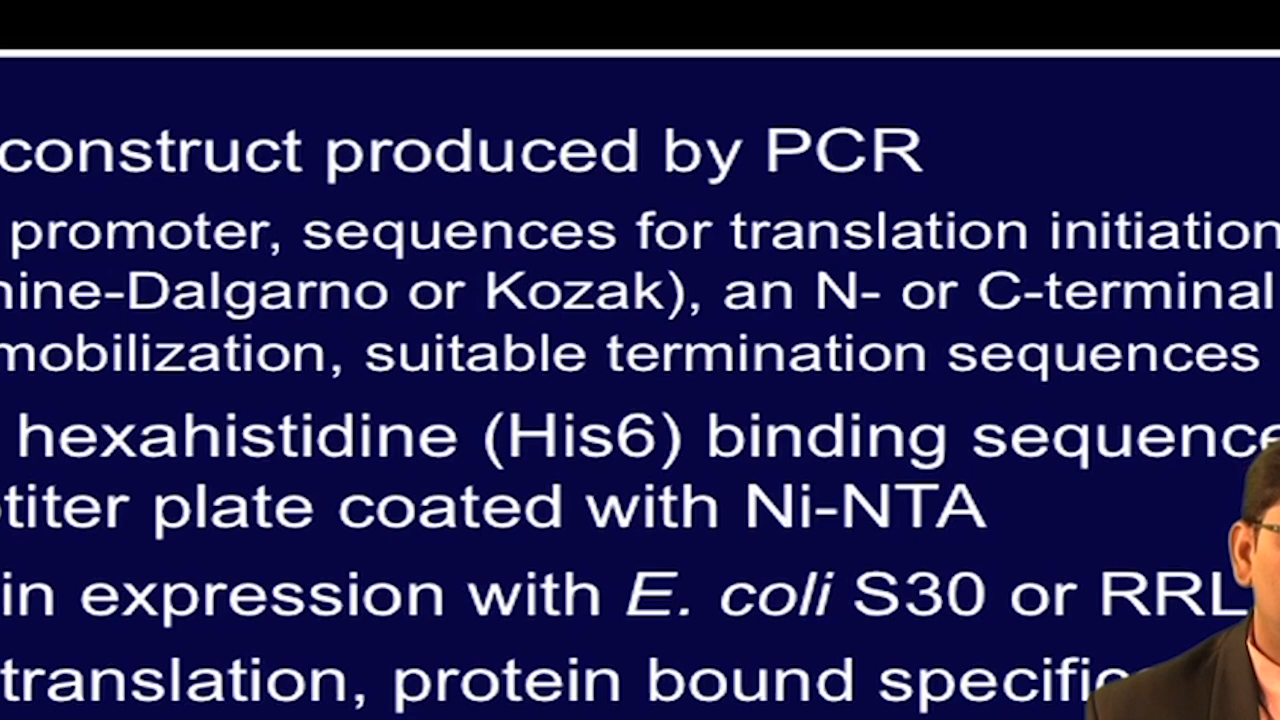 construct produced by PCR
promoter, sequences for translation initiation
-Dalgarno or Kozak), an N- or C-terminal
mobilization, suitable termination sequences
hexahistidine (His6) binding sequence
titer plate coated with Ni-NTA
in expression with E. coli S30 or RRL
translation, protein bound specific